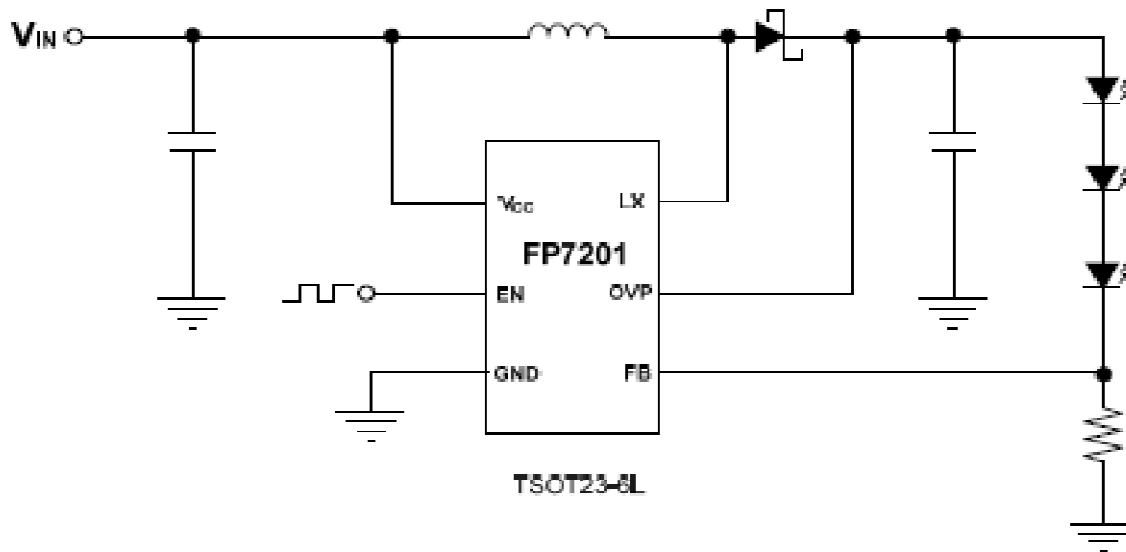 VIN
VCC
LX
FP7201
EN
OVP
GND
FB
TSOT23-6L